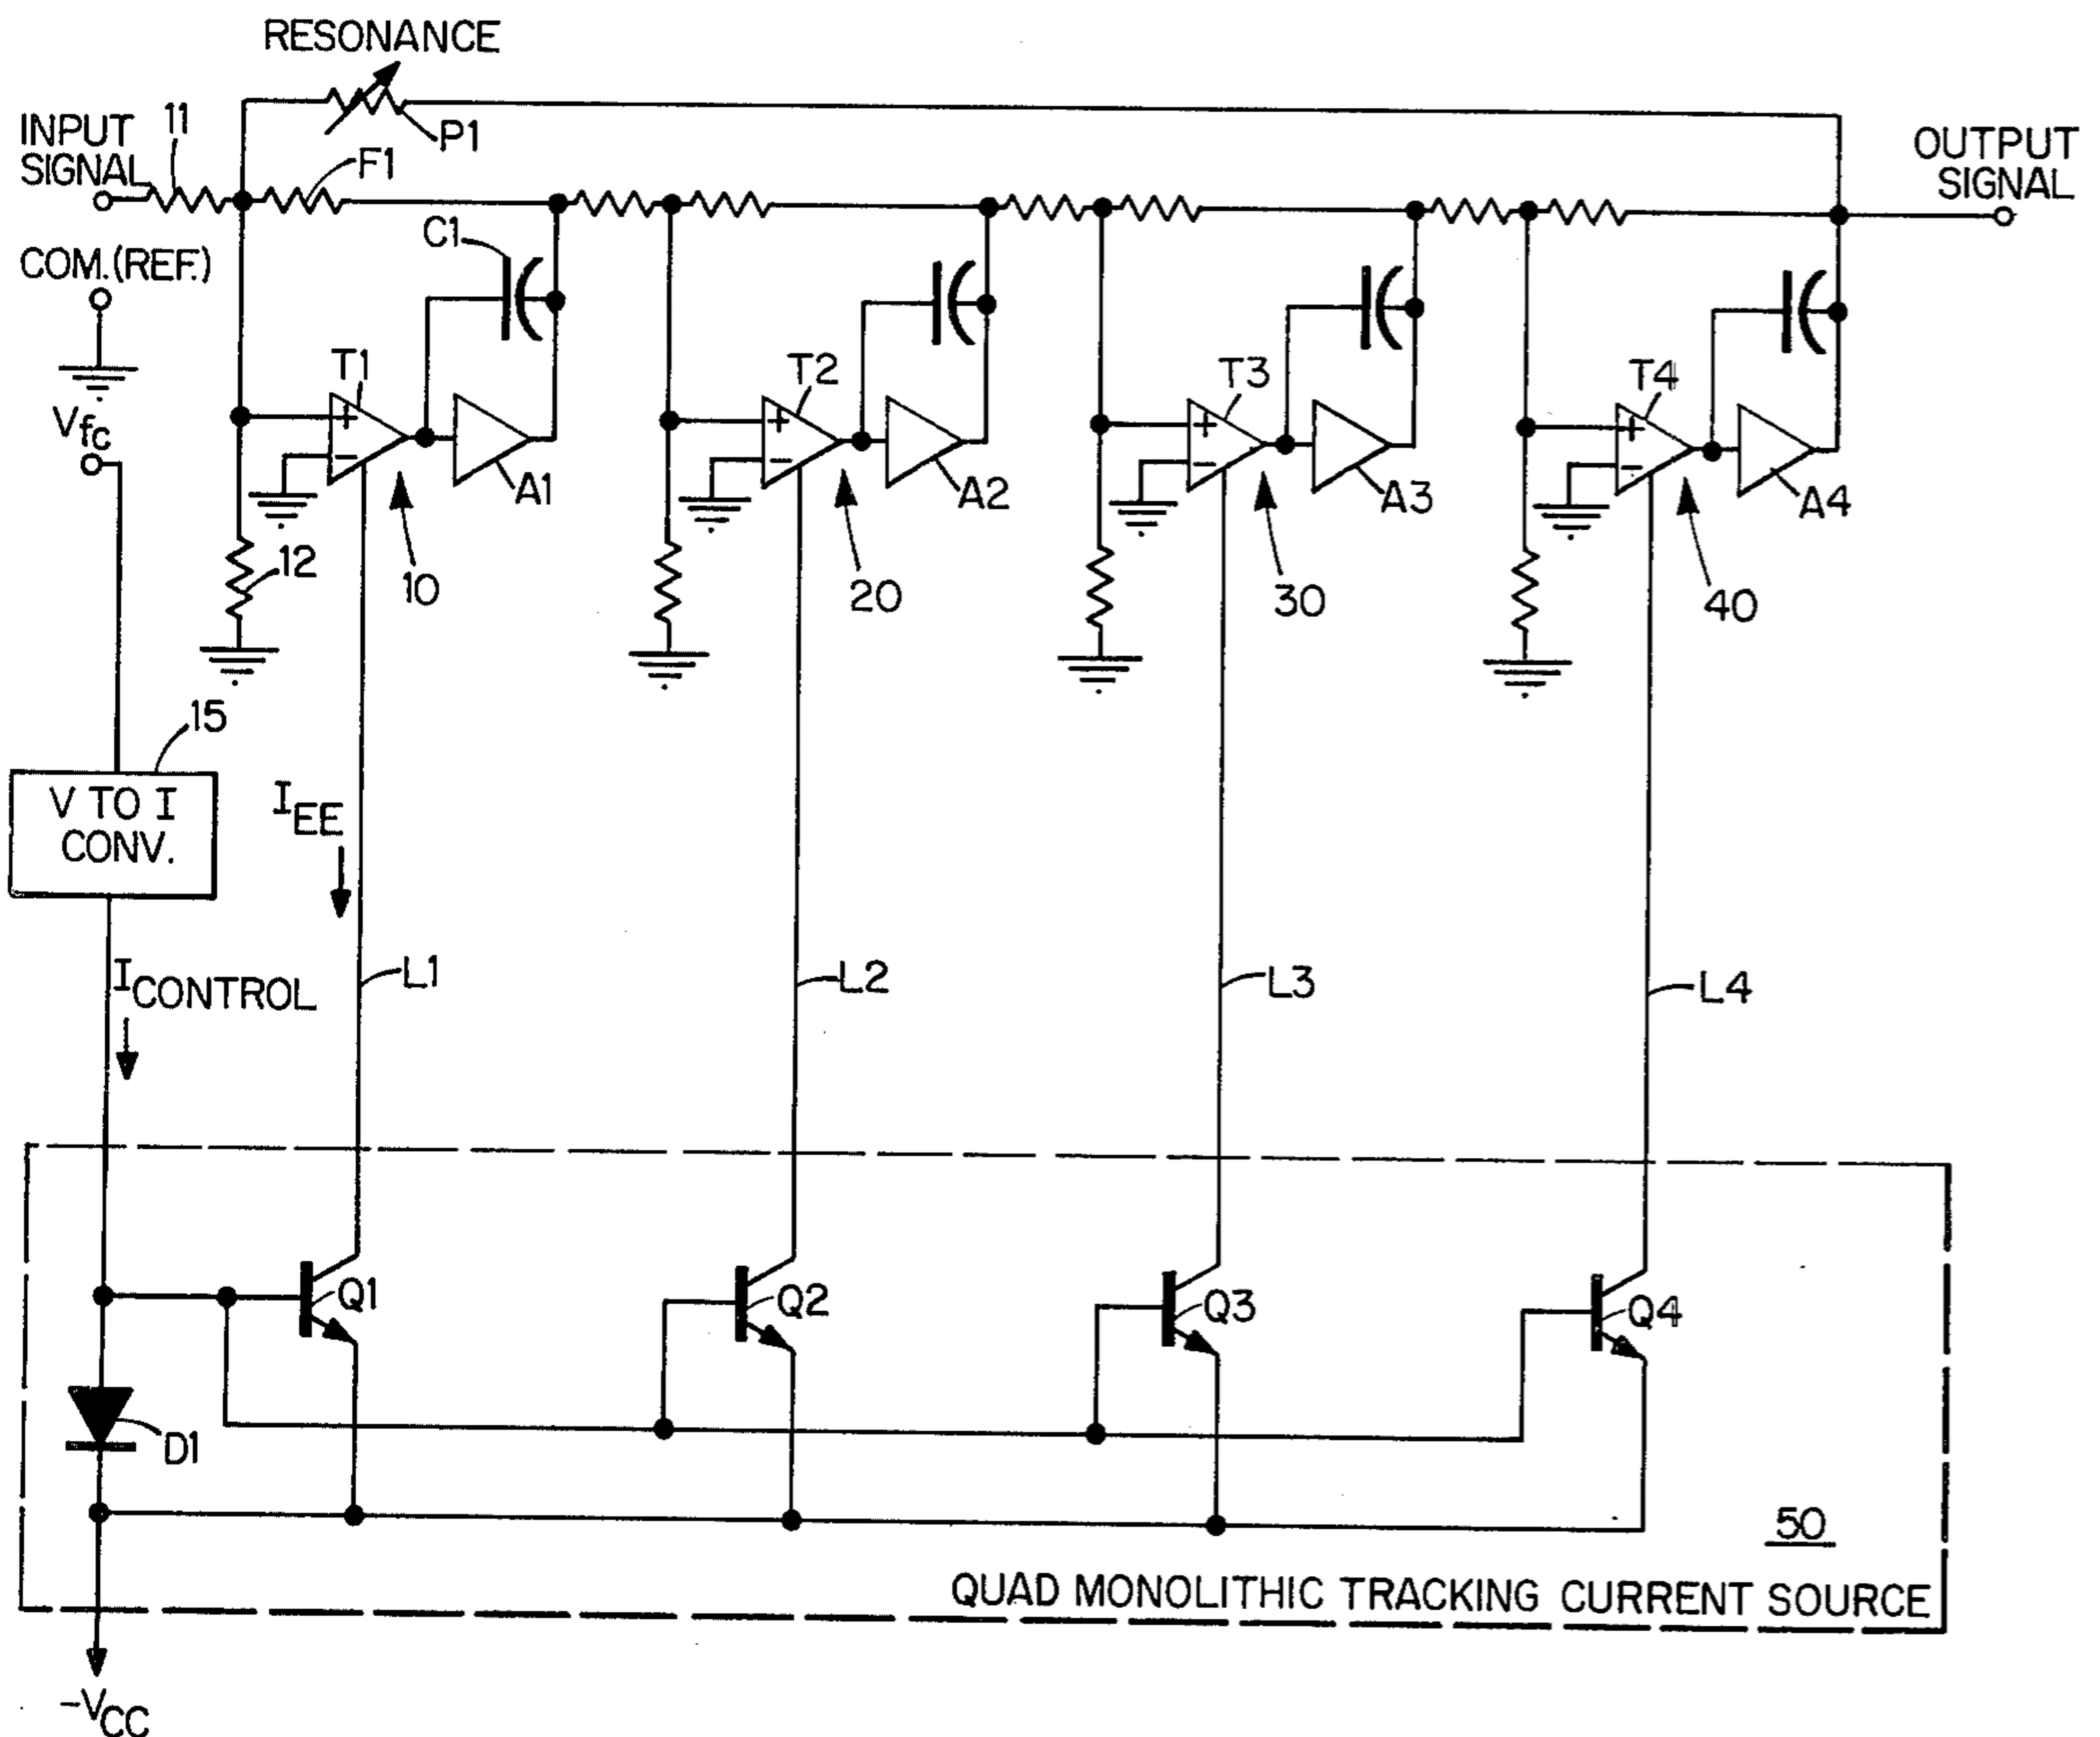 RESONANCE
11
P1
INPUT
SIGNAL
F1
OUTPUT
SIGNAL
C1
COM.(REF.)
T1
T2
T3
T4
+
+
+
+
Vfc
-
-
-
-
A1
A2
A3
A4
12
10
20
30
40
15
V TO I
CONV.
IEE
L1
L2
L3
L4
ICONTROL
Q1
Q2
Q3
Q4
D1
50
QUAD MONOLITHIC TRACKING CURRENT SOURCE
-VCC